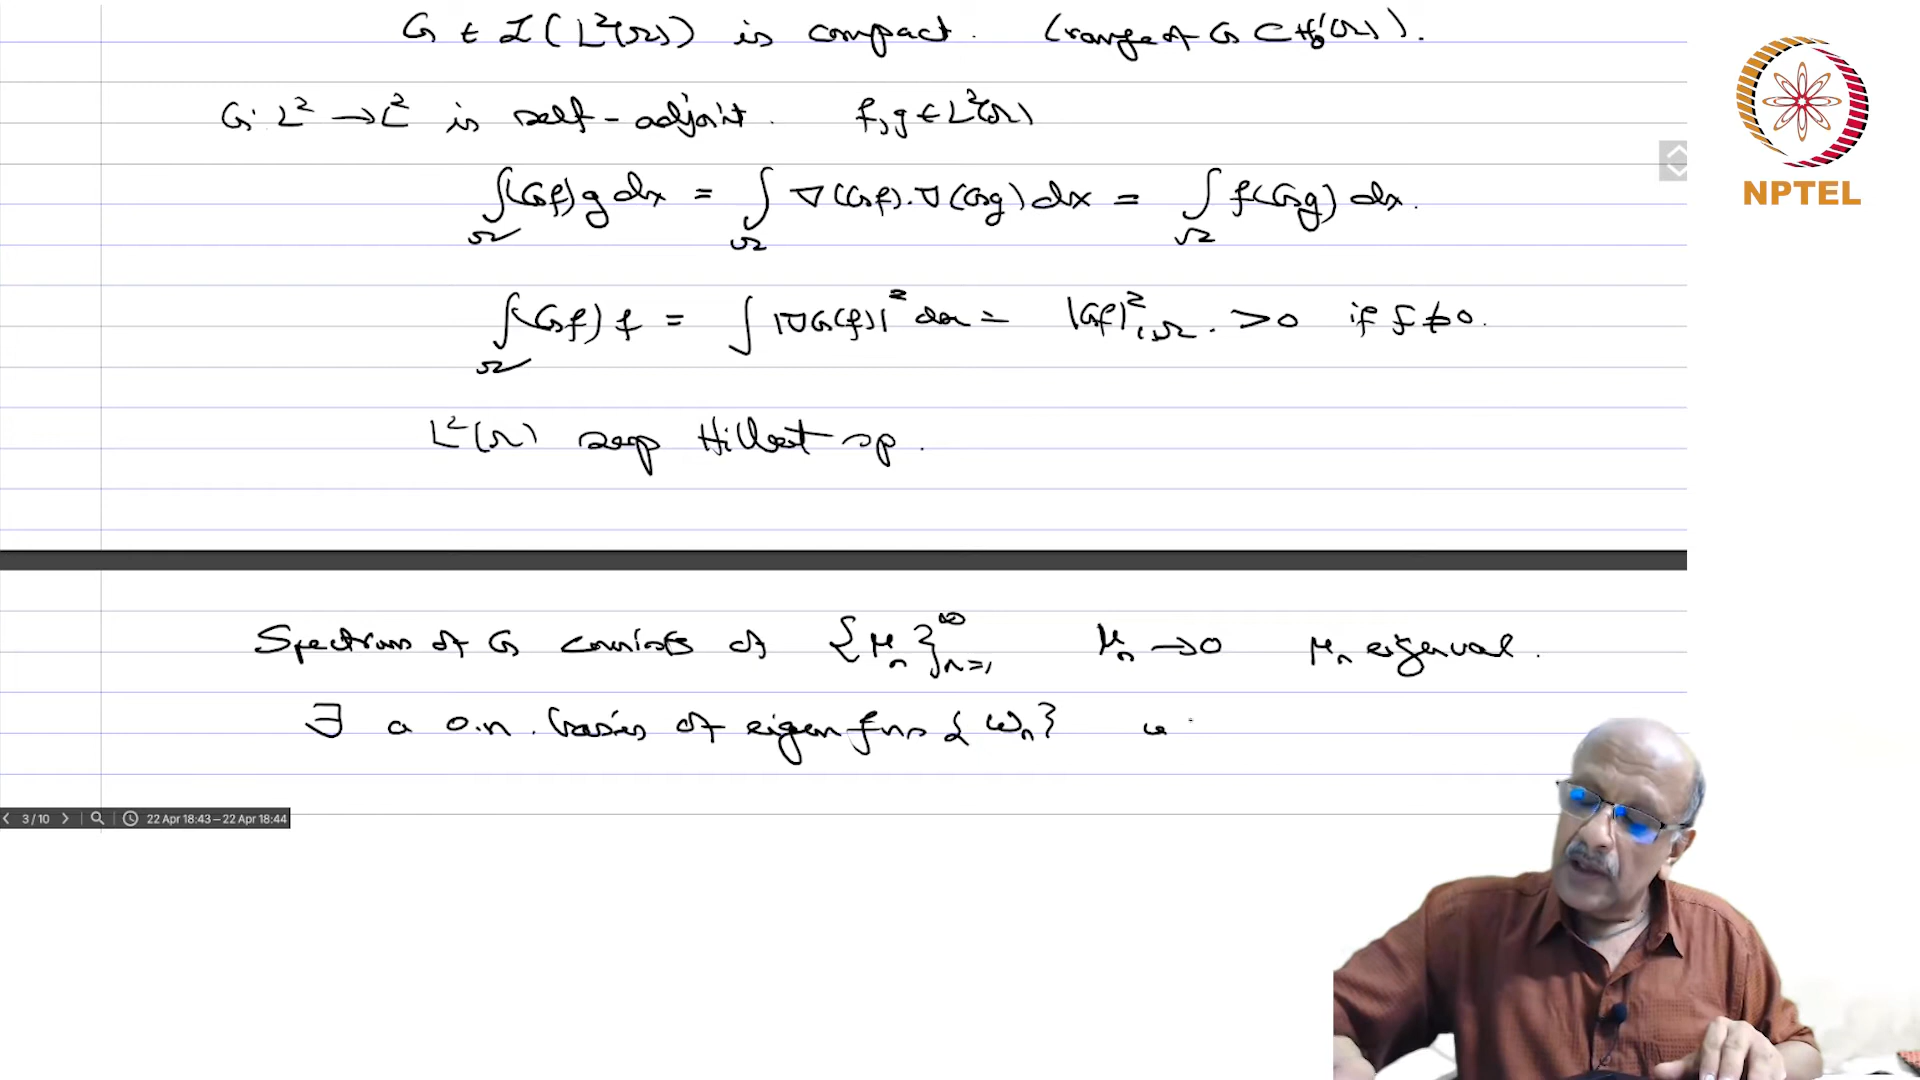 G ∈ ℒ(L²(Ω)) is compact. (range of G ⊂ H₀¹(Ω)).
G: L² → L² is self-adjoint. f, g ∈ L²(Ω)
∫_Ω (Gf) g dx = ∫_Ω ∇(Gf)·∇(Gg) dx = ∫_Ω f(Gg) dx.
∫_Ω (Gf) f = ∫ |∇G(f)|² dx = |Gf|²_{1,Ω}. > 0 if f ≠ 0.
L²(Ω) sep Hilbert sp.
Spectrum of G consists of {μₙ}_{n=1}^∞ μₙ → 0 μₙ eigenval.
∃ a o.n. basis of eigen fns {ωₙ}
NPTEL
3/10 22 Apr 18:43 – 22 Apr 18:44